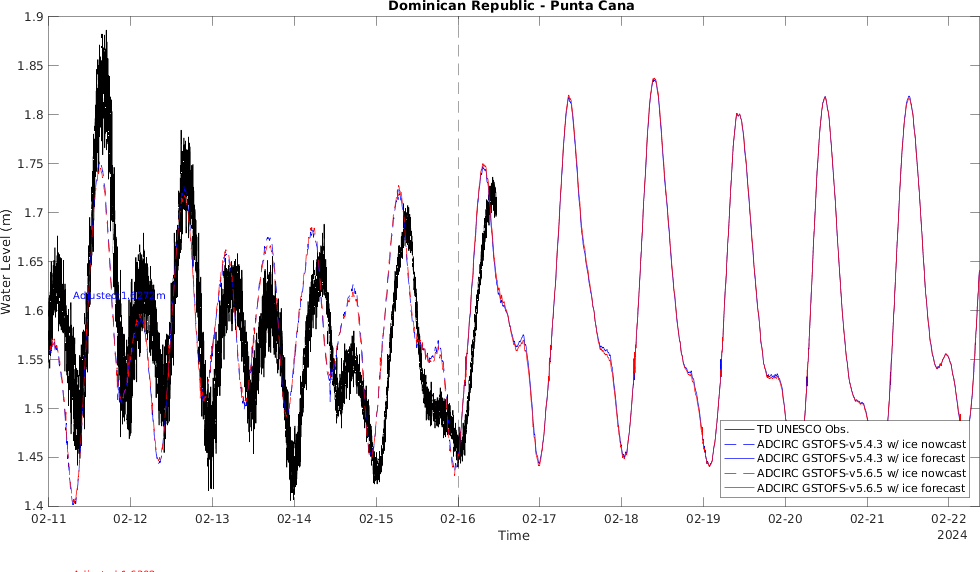 Dominican Republic - Punta Cana
1.9
1.85
1.8
1.75
1.7
1.65
1.6
1.55
1.5
1.45
1.4
Water Level (m)
Adjusted
02-11
02-12
02-13
02-14
02-15
02-16
02-17
02-18
02-19
02-20
02-21
02-22
2024
Time
TD UNESCO Obs.
ADCIRC GSTOFS-v5.4.3 w/ ice nowcast
ADCIRC GSTOFS-v5.4.3 w/ ice forecast
ADCIRC GSTOFS-v5.6.5 w/ ice nowcast
ADCIRC GSTOFS-v5.6.5 w/ ice forecast